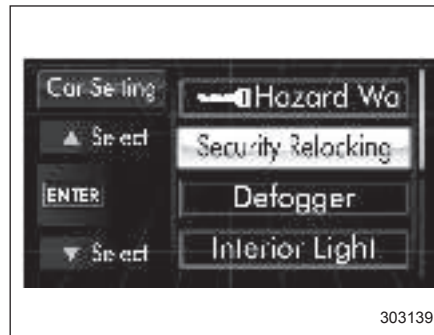 Car Setting
Hazard Wa
▲ Select
Security Relocking
ENTER
Defogger
▼ Select
Interior Light
303139